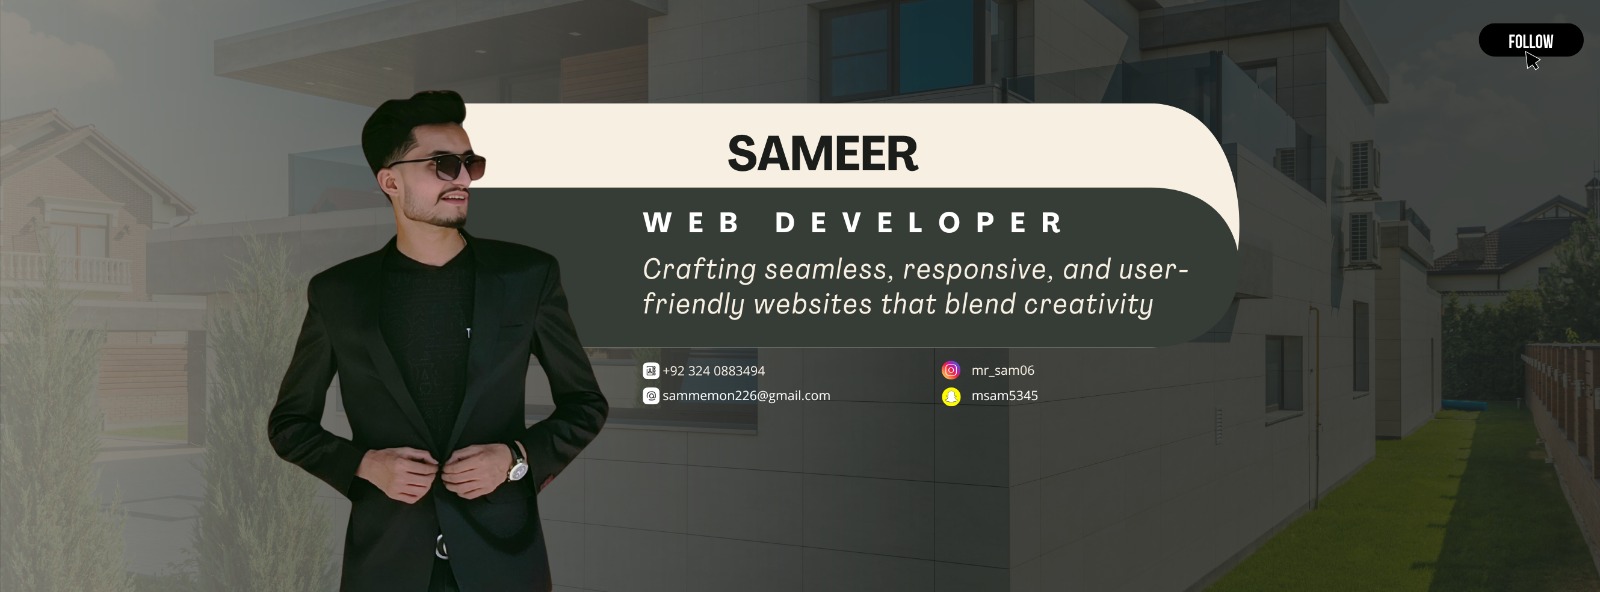 FOLLOW
SAMEER
WEB DEVELOPER
Crafting seamless, responsive, and user-
friendly websites that blend creativity
+92 324 0883494
sammemon226@gmail.com
mr_sam06
msam5345